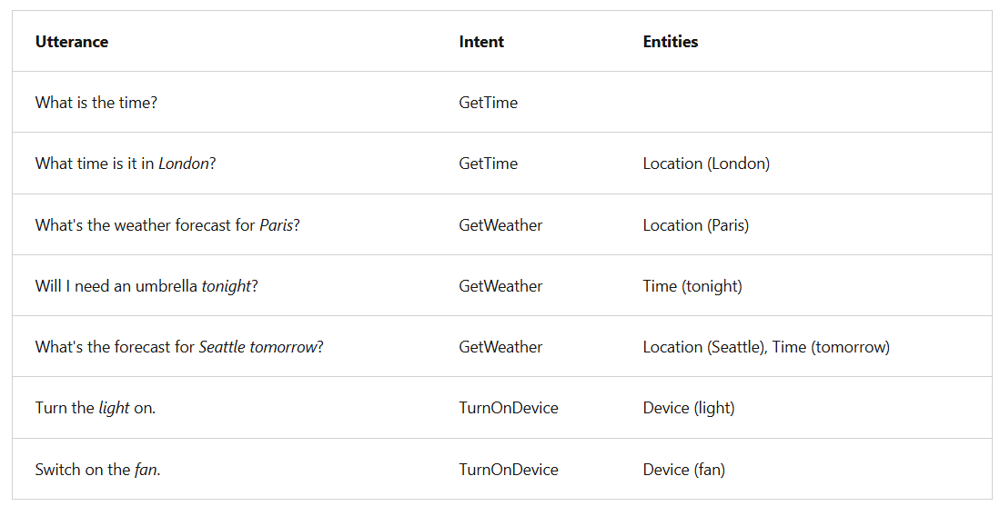 Utterance Intent Entities
What is the time? GetTime
What time is it in London? GetTime Location (London)
What's the weather forecast for Paris? GetWeather Location (Paris)
Will I need an umbrella tonight? GetWeather Time (tonight)
What's the forecast for Seattle tomorrow? GetWeather Location (Seattle), Time (tomorrow)
Turn the light on. TurnOnDevice Device (light)
Switch on the fan. TurnOnDevice Device (fan)